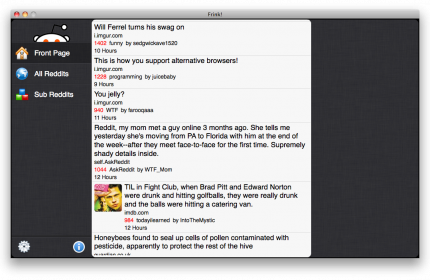 Frink!
Front Page
All Reddits
Sub Reddits
Will Ferrel turns his swag on
i.imgur.com
1402 funny by sedgwickave1520
10 Hours
This is how you support alternative browsers!
i.imgur.com
1228 programming by juicebaby
9 Hours
You jelly?
i.imgur.com
940 WTF by farooqaaa
11 Hours
Reddit, my mom met a guy online 3 months ago. She tells me
yesterday she's moving from PA to Florida with him at the end of
the week--after they meet face-to-face for the first time. Supremely
shady details inside.
self.AskReddit
1044 AskReddit by WTF_Mom
12 Hours
TIL in Fight Club, when Brad Pitt and Edward Norton
were drunk and hitting golfballs, they were really drunk
and the balls were hitting a catering van.
imdb.com
984 todayilearned by IntoTheMystic
12 Hours
Honeybees found to seal up cells of pollen contaminated with
pesticide, apparently to protect the rest of the hive
guardian.co.uk